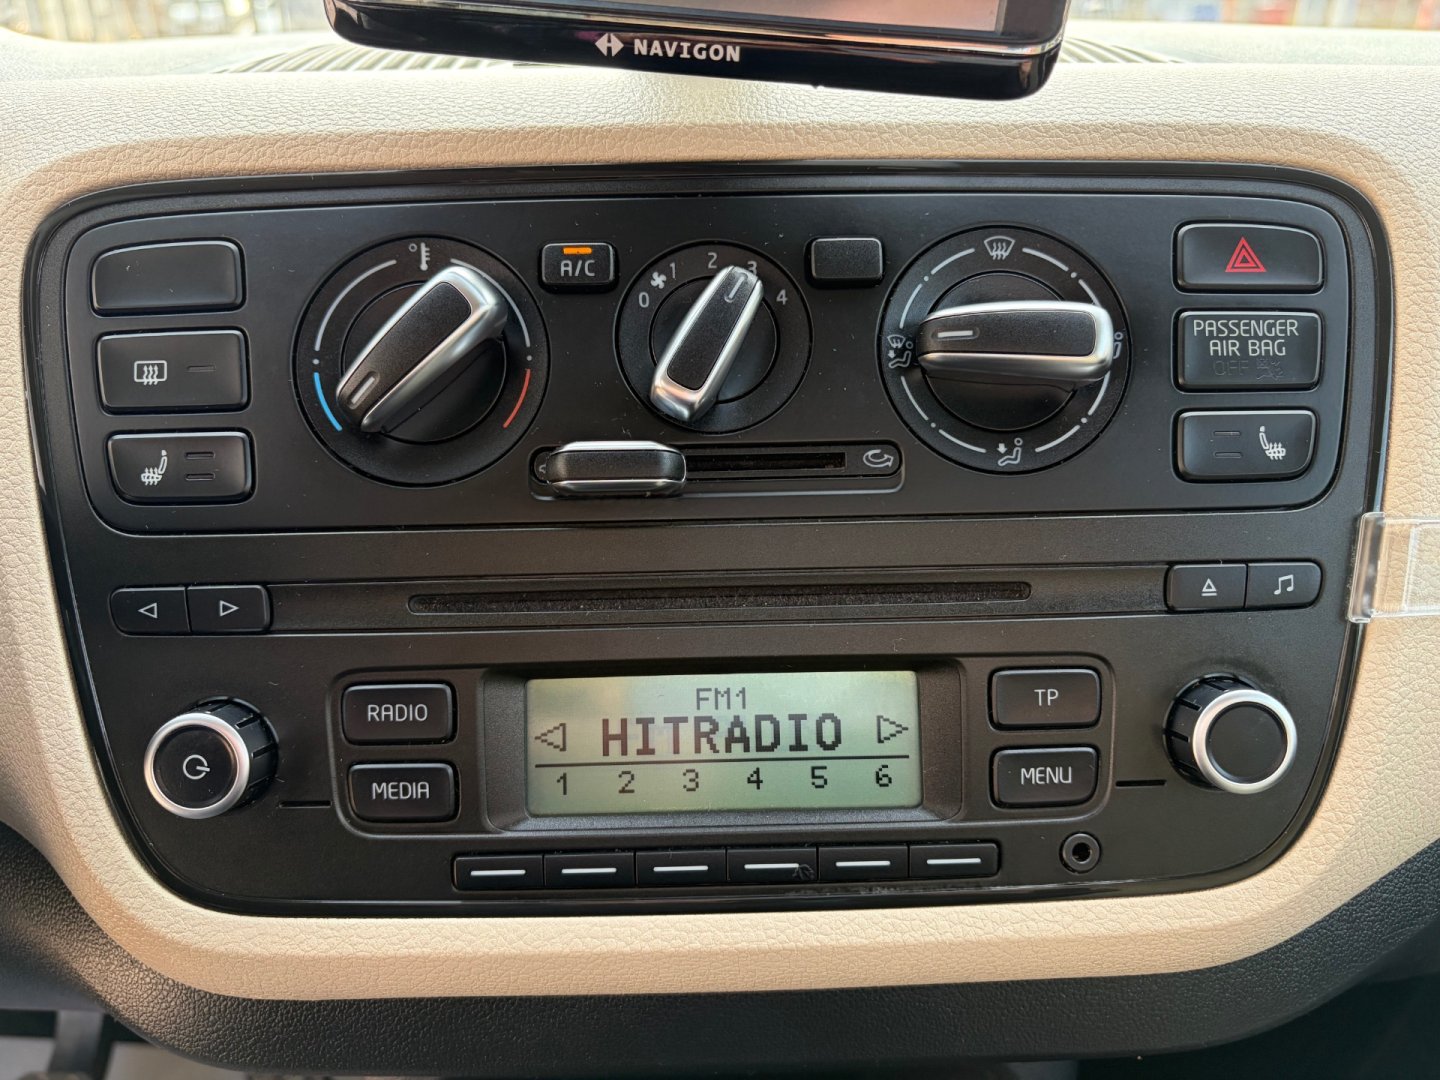 NAVIGON
A/C
0 1 2 3 4
PASSENGER
AIR BAG
OFF
RADIO
MEDIA
FM1
HITRADIO
1 2 3 4 5 6
TP
MENU